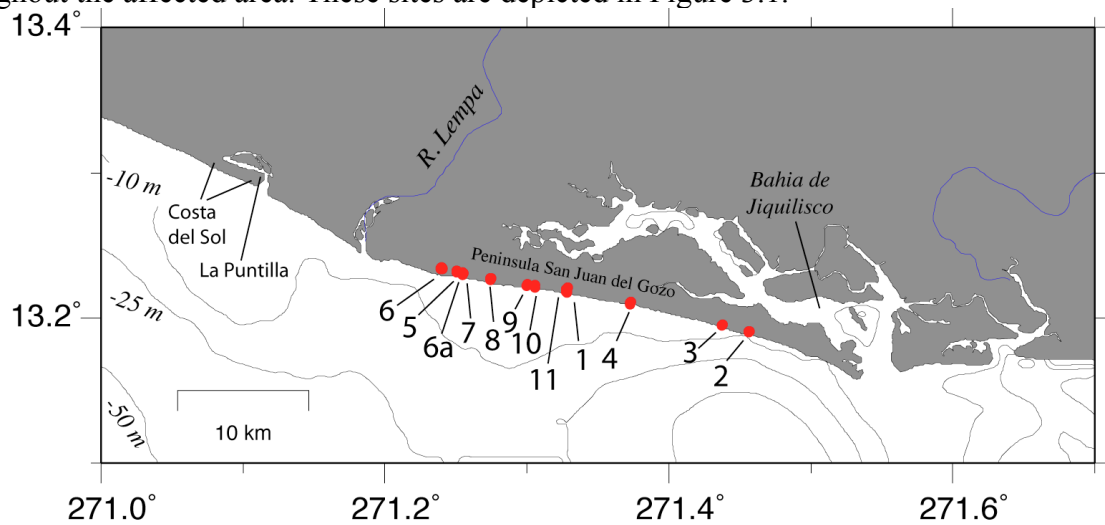 ghout the affected area. These sites are depicted in Figure 3.1.
13.4˚
R. Lempa
-10 m
Bahia de
Jiquilisco
Costa
del Sol
La Puntilla
Peninsula San Juan del Gozo
-25 m
6
5
6a
7
8
9
10
11
1
4
3
2
13.2˚
-50 m
10 km
271.0˚
271.2˚
271.4˚
271.6˚